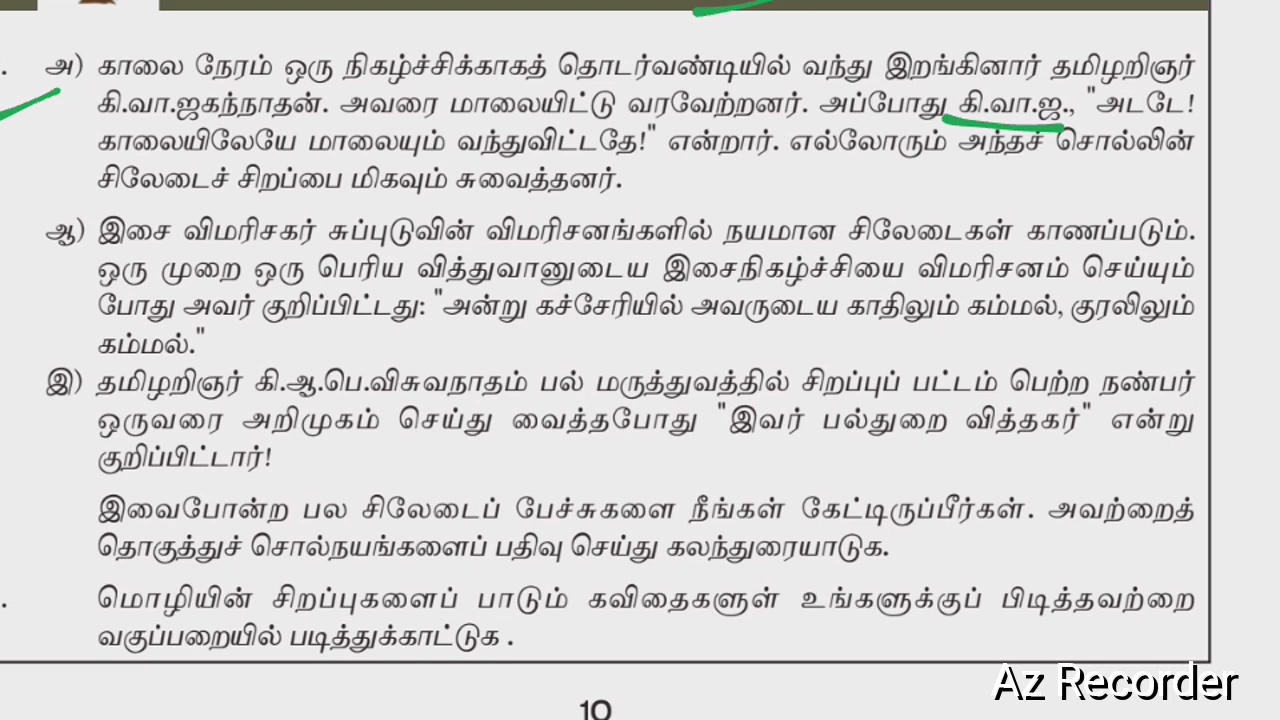 . அ) காலை நேரம் ஒரு நிகழ்ச்சிக்காகத் தொடர்வண்டியில் வந்து இறங்கினார் தமிழறிஞர்
கி.வா.ஜகந்நாதன். அவரை மாலையிட்டு வரவேற்றனர். அப்போது கி.வா.ஜ., "அடடே!
காலையிலேயே மாலையும் வந்துவிட்டதே!" என்றார். எல்லோரும் அந்தச் சொல்லின்
சிலேடைச் சிறப்பை மிகவும் சுவைத்தனர்.
ஆ) இசை விமரிசகர் சுப்புடுவின் விமரிசனங்களில் நயமான சிலேடைகள் காணப்படும்.
ஒரு முறை ஒரு பெரிய வித்துவானுடைய இசைநிகழ்ச்சியை விமரிசனம் செய்யும்
போது அவர் குறிப்பிட்டது: "அன்று கச்சேரியில் அவருடைய காதிலும் கம்மல், குரலிலும்
கம்மல்."
இ) தமிழறிஞர் கி.ஆ.பெ.விசுவநாதம் பல் மருத்துவத்தில் சிறப்புப் பட்டம் பெற்ற நண்பர்
ஒருவரை அறிமுகம் செய்து வைத்தபோது "இவர் பல்துறை வித்தகர்" என்று
குறிப்பிட்டார்!
இவைபோன்ற பல சிலேடைப் பேச்சுகளை நீங்கள் கேட்டிருப்பீர்கள். அவற்றைத்
தொகுத்துச் சொல்நயங்களைப் பதிவு செய்து கலந்துரையாடுக.
. மொழியின் சிறப்புகளைப் பாடும் கவிதைகளுள் உங்களுக்குப் பிடித்தவற்றை
வகுப்பறையில் படித்துக்காட்டுக .
Az Recorder
10